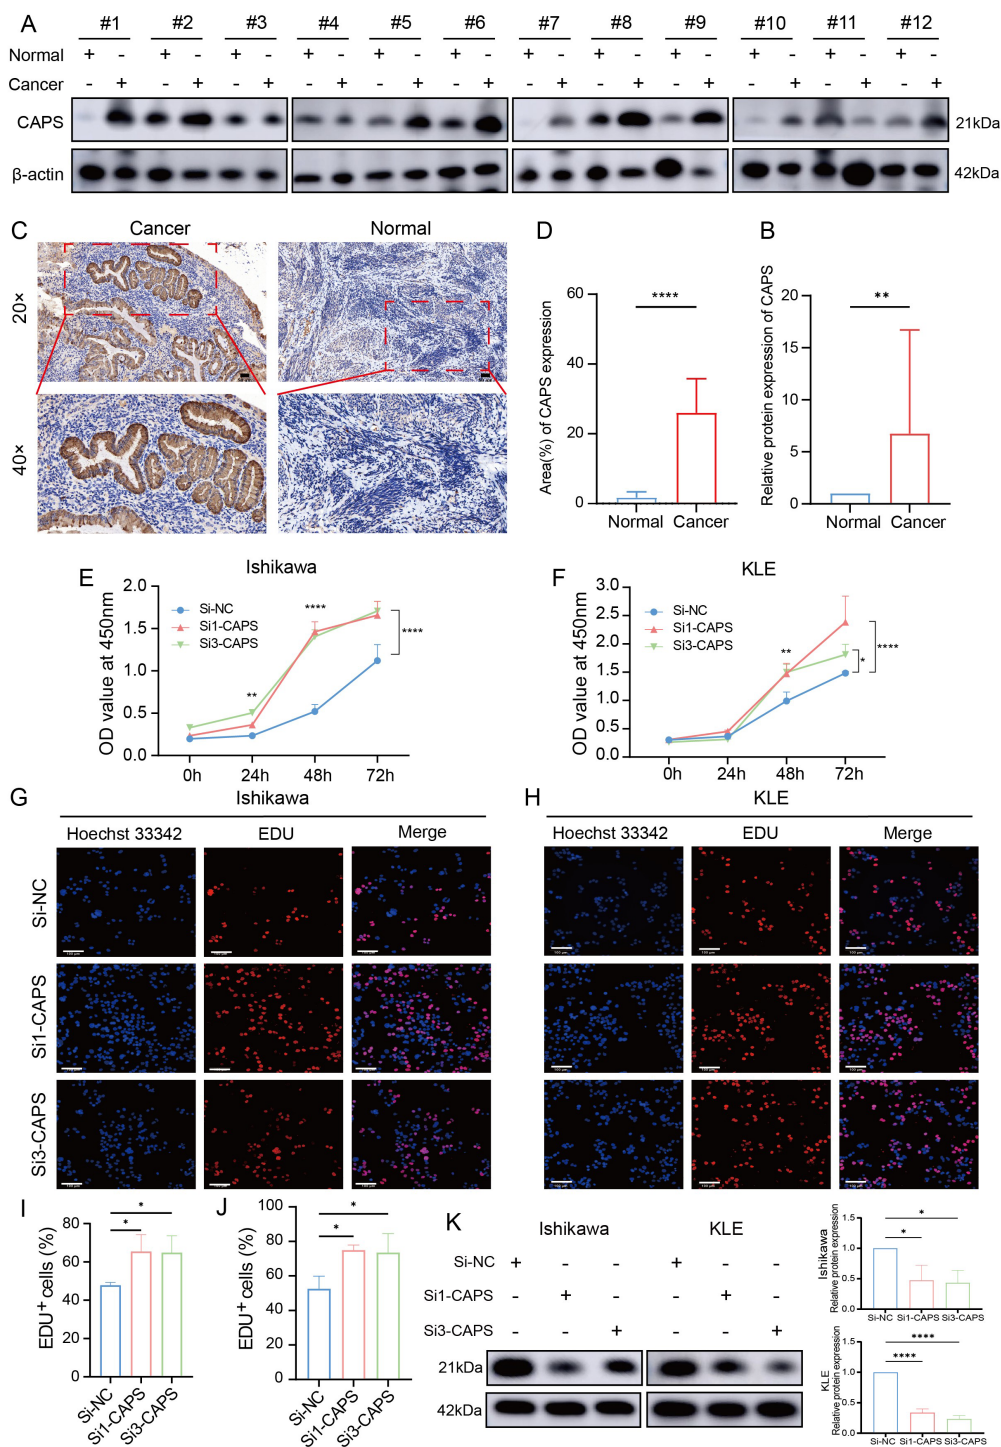 A
#1 #2 #3 #4 #5 #6 #7 #8 #9 #10 #11 #12
Normal + - + - + - + - + - + - + - + - + - + - + - + -
Cancer - + - + - + - + - + - + - + - + - + - + - + - +
CAPS 21kDa
β-actin 42kDa
C Cancer Normal
20×
40×
D
Area(%) of CAPS expression
60
40
20
0
****
Normal Cancer
B
Relative protein expression of CAPS
20
15
10
5
0
**
Normal Cancer
E Ishikawa
OD value at 450nm
2.0
1.5
1.0
0.5
0.0
Si-NC
Si1-CAPS
Si3-CAPS
**
****
****
0h 24h 48h 72h
F KLE
OD value at 450nm
3.0
2.5
2.0
1.5
1.0
0.5
0.0
Si-NC
Si1-CAPS
Si3-CAPS
**
*
****
0h 24h 48h 72h
G Ishikawa
Hoechst 33342 EDU Merge
Si-NC
Si1-CAPS
Si3-CAPS
H KLE
Hoechst 33342 EDU Merge
100 μm
I
EDU+ cells (%)
80
60
40
20
0
*
*
Si-NC Si1-CAPS Si3-CAPS
J
EDU+ cells (%)
100
80
60
40
20
0
*
*
Si-NC Si1-CAPS Si3-CAPS
K Ishikawa KLE
Si-NC + - - + - -
Si1-CAPS - + - - + -
Si3-CAPS - - + - - +
21kDa
42kDa
Ishikawa
Relative protein expression
1.5
1.0
0.5
0.0
*
*
Si-NC Si1-CAPS Si3-CAPS
KLE
Relative protein expression
1.5
1.0
0.5
0.0
****
****
Si-NC Si1-CAPS Si3-CAPS